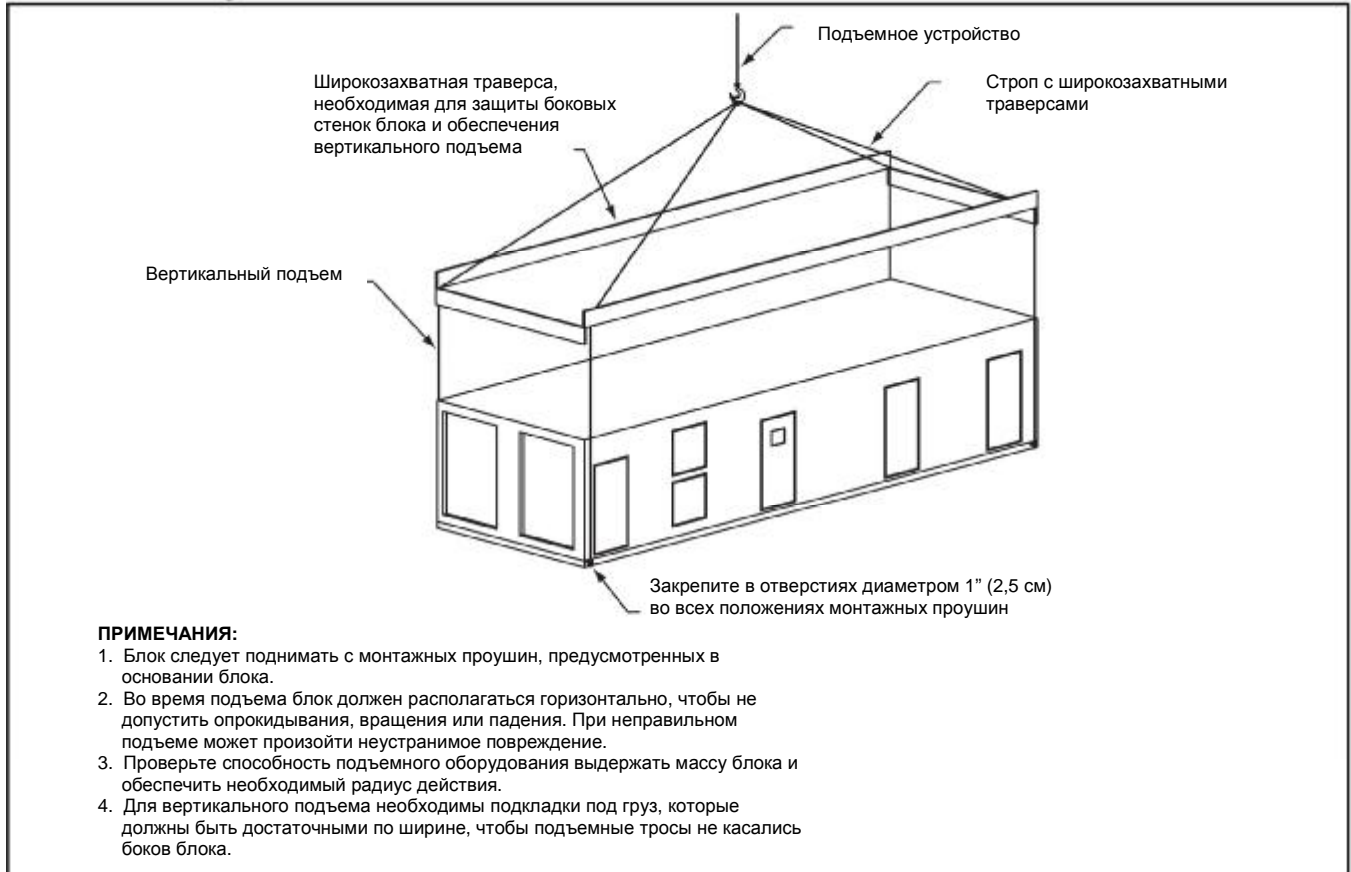 Подъемное устройство
Широкозахватная траверса,
необходимая для защиты боковых
стенок блока и обеспечения
вертикального подъема
Строп с широкозахватными
траверсами
Вертикальный подъем
Закрепите в отверстиях диаметром 1” (2,5 см)
во всех положениях монтажных проушин
ПРИМЕЧАНИЯ:
1. Блок следует поднимать с монтажных проушин, предусмотренных в
основании блока.
2. Во время подъема блок должен располагаться горизонтально, чтобы не
допустить опрокидывания, вращения или падения. При неправильном
подъеме может произойти неустранимое повреждение.
3. Проверьте способность подъемного оборудования выдержать массу блока и
обеспечить необходимый радиус действия.
4. Для вертикального подъема необходимы подкладки под груз, которые
должны быть достаточными по ширине, чтобы подъемные тросы не касались
боков блока.